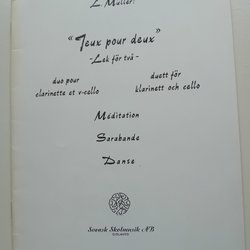 L. Müller:
“Jeux pour deux”
-Lek för två-
duo pour
clarinette et v-cello
duett för
klarinett och cello
Méditation
Sarabande
Danse
Svensk Skolmusik AB